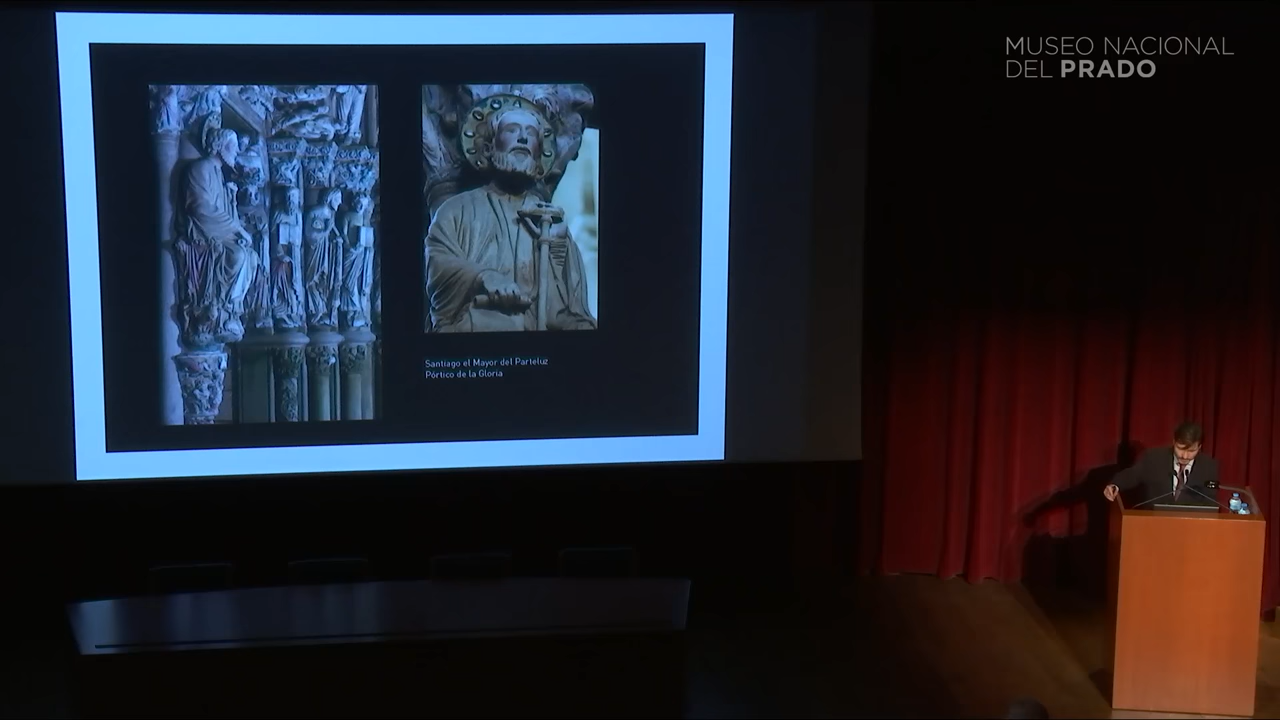 MUSEO NACIONAL
DEL PRADO
Santiago el Mayor del Parteluz
Pórtico de la Gloria